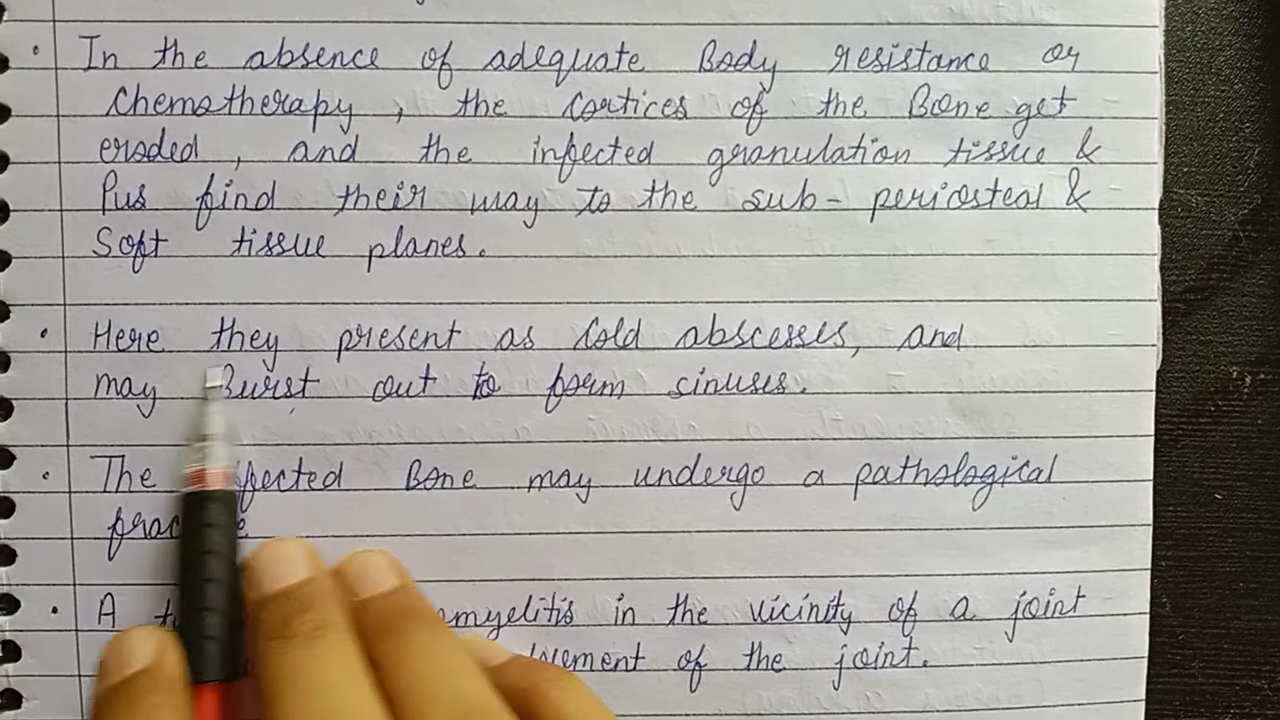 • In the absence of adequate Body resistance or
Chemotherapy, the cortices of the Bone get
eroded, and the infected granulation tissue &
Pus find their way to the sub-periosteal &
Soft tissue planes.
• Here they present as Cold abscesses, and
may Burst out to form sinuses.
• The Bone may undergo a pathological
• A in the vicinity of a joint
of the joint.